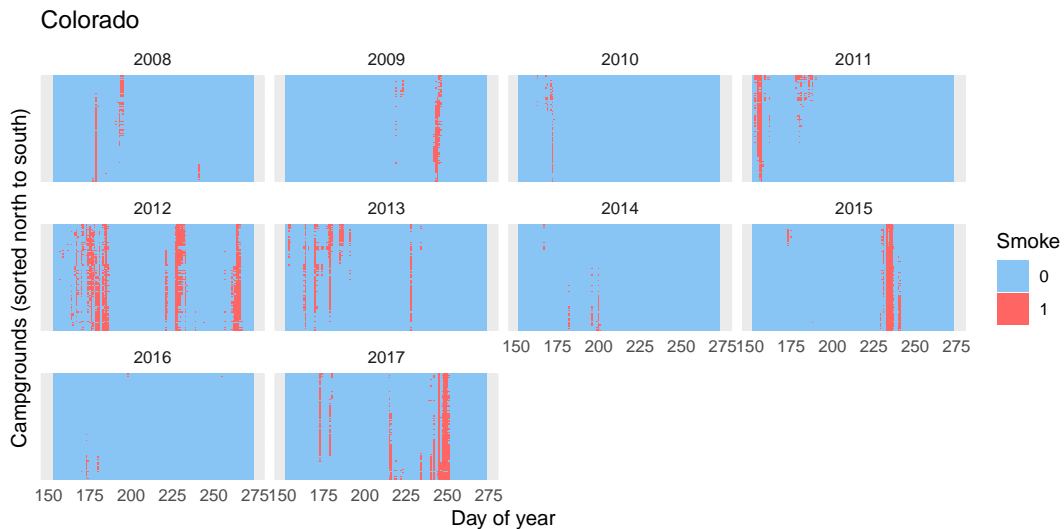 Colorado
2008 2009 2010 2011
2012 2013 2014 2015
Smoke
0
1
150 175 200 225 250 275 150 175 200 225 250 275
2016 2017
150 175 200 225 250 275 150 175 200 225 250 275
Day of year
Campgrounds (sorted north to south)